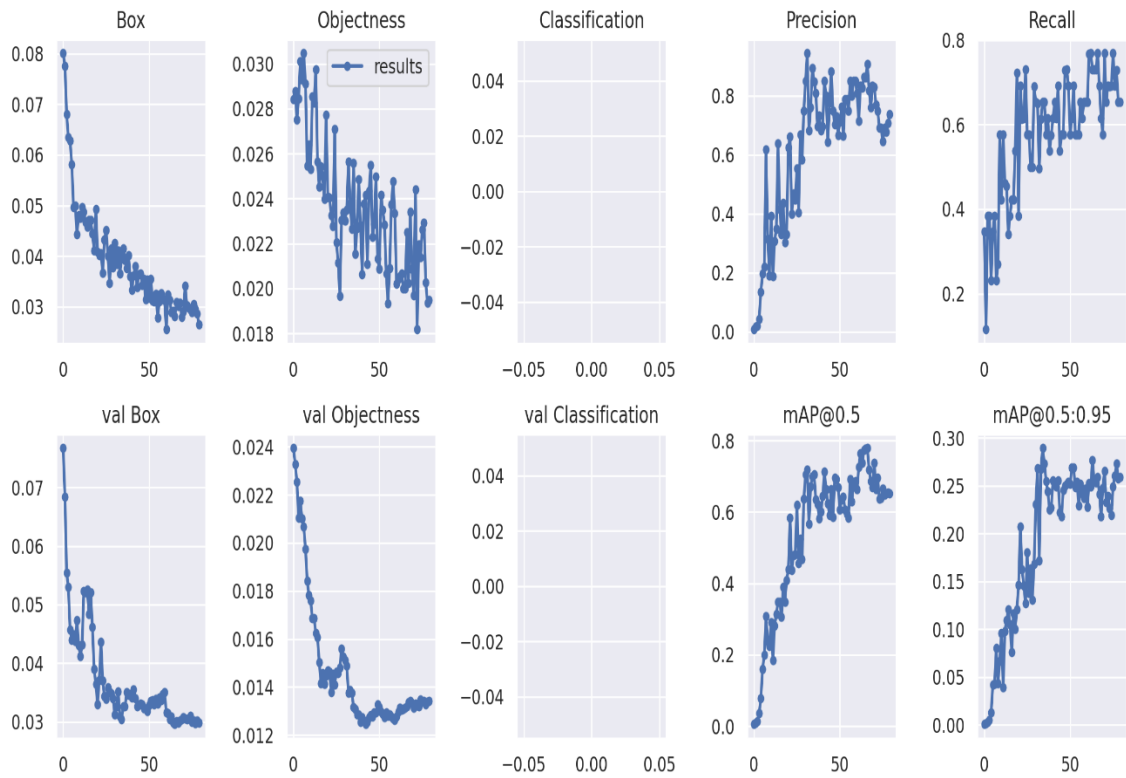 Box Objectness Classification Precision Recall
0.08 0.07 0.06 0.05 0.04 0.03
0 50
0.030 0.028 0.026 0.024 0.022 0.020 0.018
results
0 50
0.04 0.02 0.00 −0.02 −0.04
−0.05 0.00 0.05
0.8 0.6 0.4 0.2 0.0
0 50
0.8 0.6 0.4 0.2
0 50
val Box val Objectness val Classification mAP@0.5 mAP@0.5:0.95
0.07 0.06 0.05 0.04 0.03
0 50
0.024 0.022 0.020 0.018 0.016 0.014 0.012
0 50
0.04 0.02 0.00 −0.02 −0.04
−0.05 0.00 0.05
0.8 0.6 0.4 0.2 0.0
0 50
0.30 0.25 0.20 0.15 0.10 0.05 0.00
0 50